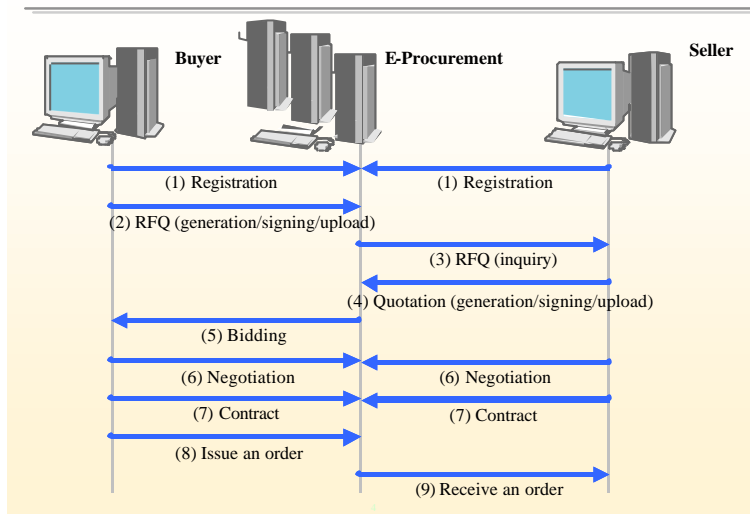 Buyer
E-Procurement
Seller
(1) Registration
(1) Registration
(2) RFQ (generation/signing/upload)
(3) RFQ (inquiry)
(4) Quotation (generation/signing/upload)
(5) Bidding
(6) Negotiation
(6) Negotiation
(7) Contract
(7) Contract
(8) Issue an order
(9) Receive an order